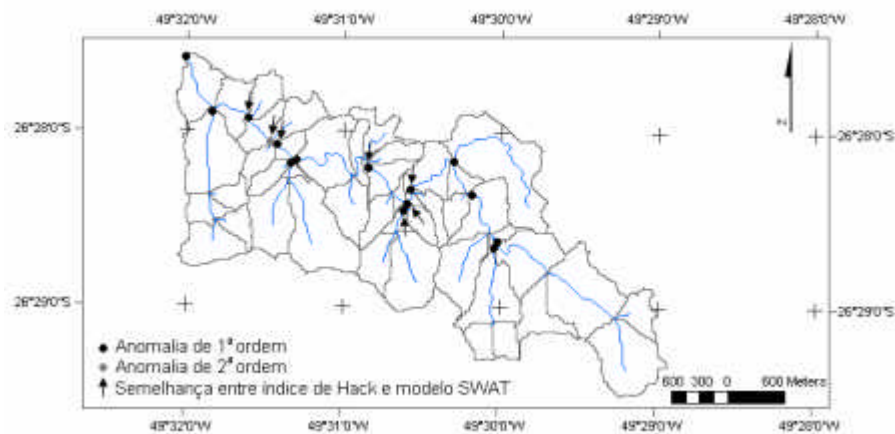 49°32'0"W 49°31'0"W 49°30'0"W 49°29'0"W 49°28'0"W
N
26°28'0"S 26°28'0"S
26°29'0"S 26°29'0"S
Anomalia de 1ª ordem
Anomalia de 2ª ordem
Semelhança entre índice de Hack e modelo SWAT
600 300 0 600 Meters
49°32'0"W 49°31'0"W 49°30'0"W 49°29'0"W 49°28'0"W